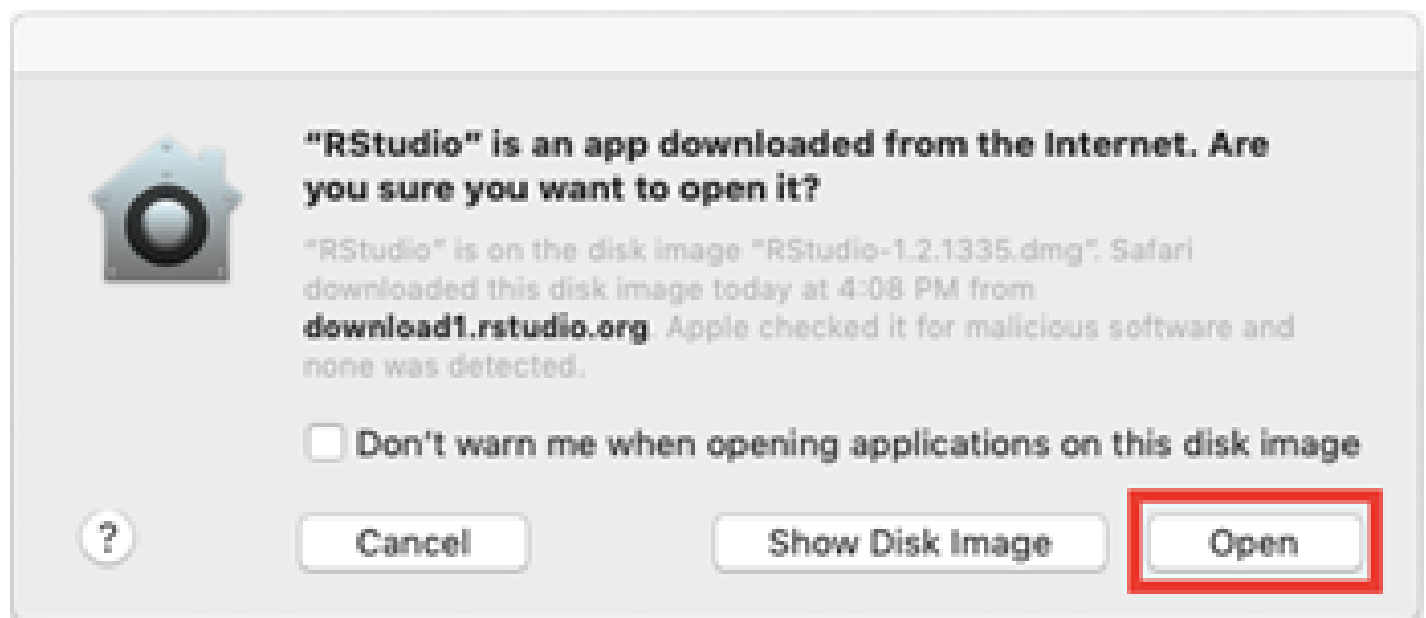 “RStudio” is an app downloaded from the Internet. Are
you sure you want to open it?
“RStudio” is on the disk image “RStudio-1.2.1335.dmg”. Safari
downloaded this disk image today at 4:08 PM from
download1.rstudio.org. Apple checked it for malicious software and
none was detected.
Don't warn me when opening applications on this disk image
? Cancel Show Disk Image Open